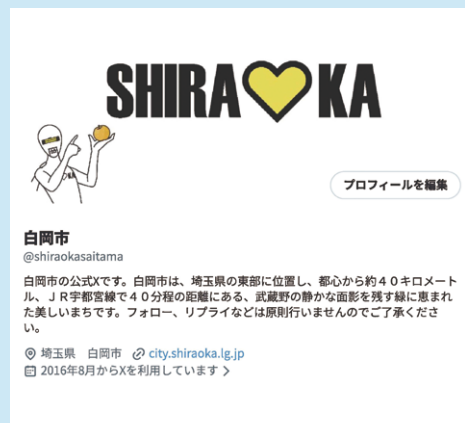 SHIRA♥KA
プロフィールを編集
白岡市
@shiraokasaitama
白岡市の公式Xです。白岡市は、埼玉県の東部に位置し、都心から約４０キロメート
ル、ＪＲ宇都宮線で４０分程の距離にある、武蔵野の静かな面影を残す緑に恵まれ
た美しいまちです。フォロー、リプライなどは原則行いませんのでご了承くださ
い。
埼玉県　白岡市 city.shiraoka.lg.jp
2016年8月からXを利用しています